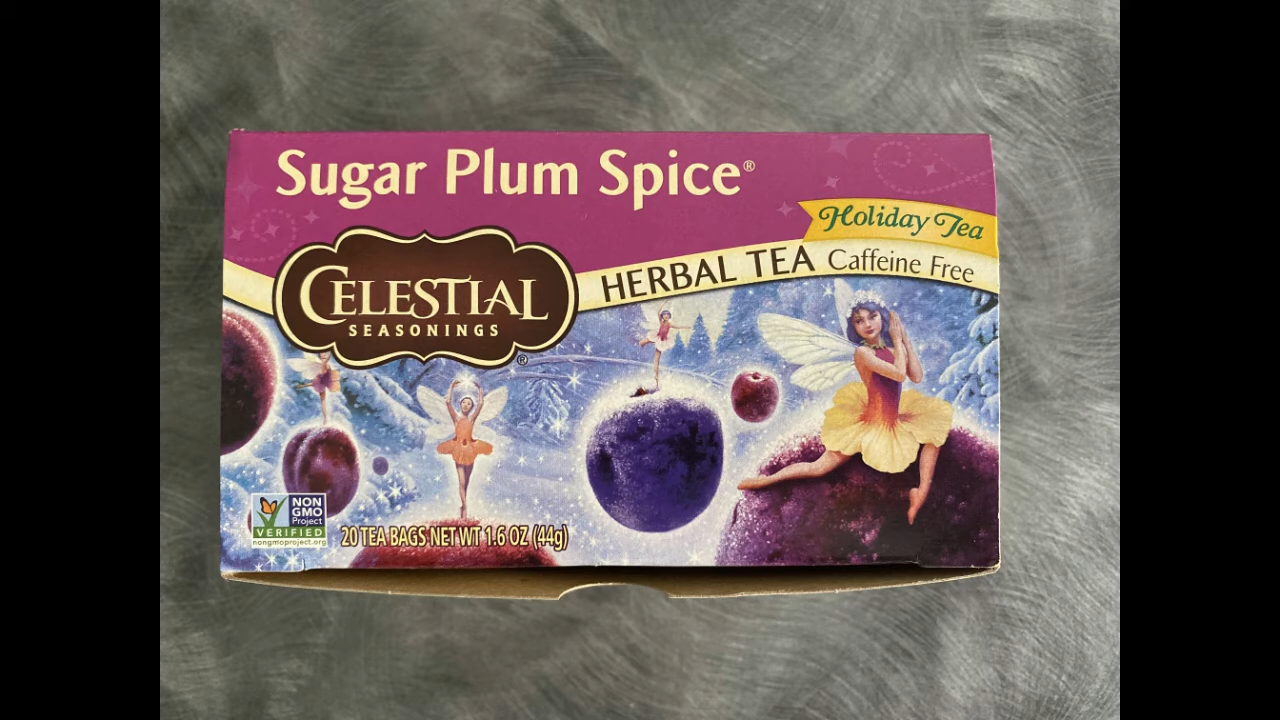 Sugar Plum Spice®
Holiday Tea
HERBAL TEA Caffeine Free
CELESTIAL
SEASONINGS
®
NON
GMO
Project
VERIFIED
nongmoproject.org
20 TEA BAGS NET WT 1.6 OZ (44g)